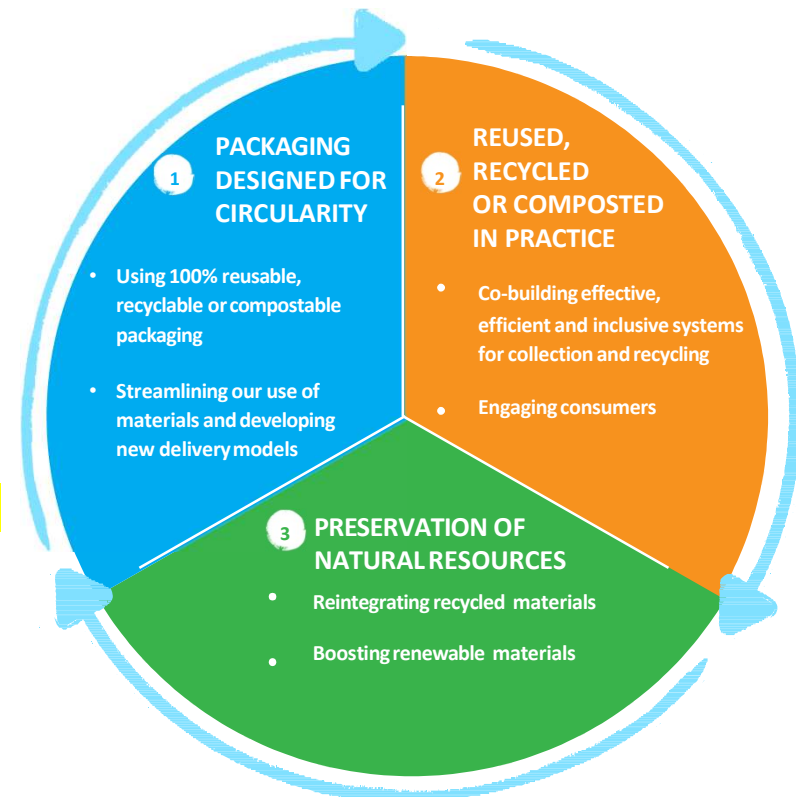 1
PACKAGING
DESIGNED FOR
CIRCULARITY
• Using 100% reusable,
recyclable or compostable
packaging
• Streamlining our use of
materials and developing
new delivery models
2
REUSED,
RECYCLED
OR COMPOSTED
IN PRACTICE
• Co-building effective,
efficient and inclusive systems
for collection and recycling
• Engaging consumers
3
PRESERVATION OF
NATURAL RESOURCES
• Reintegrating recycled materials
• Boosting renewable materials